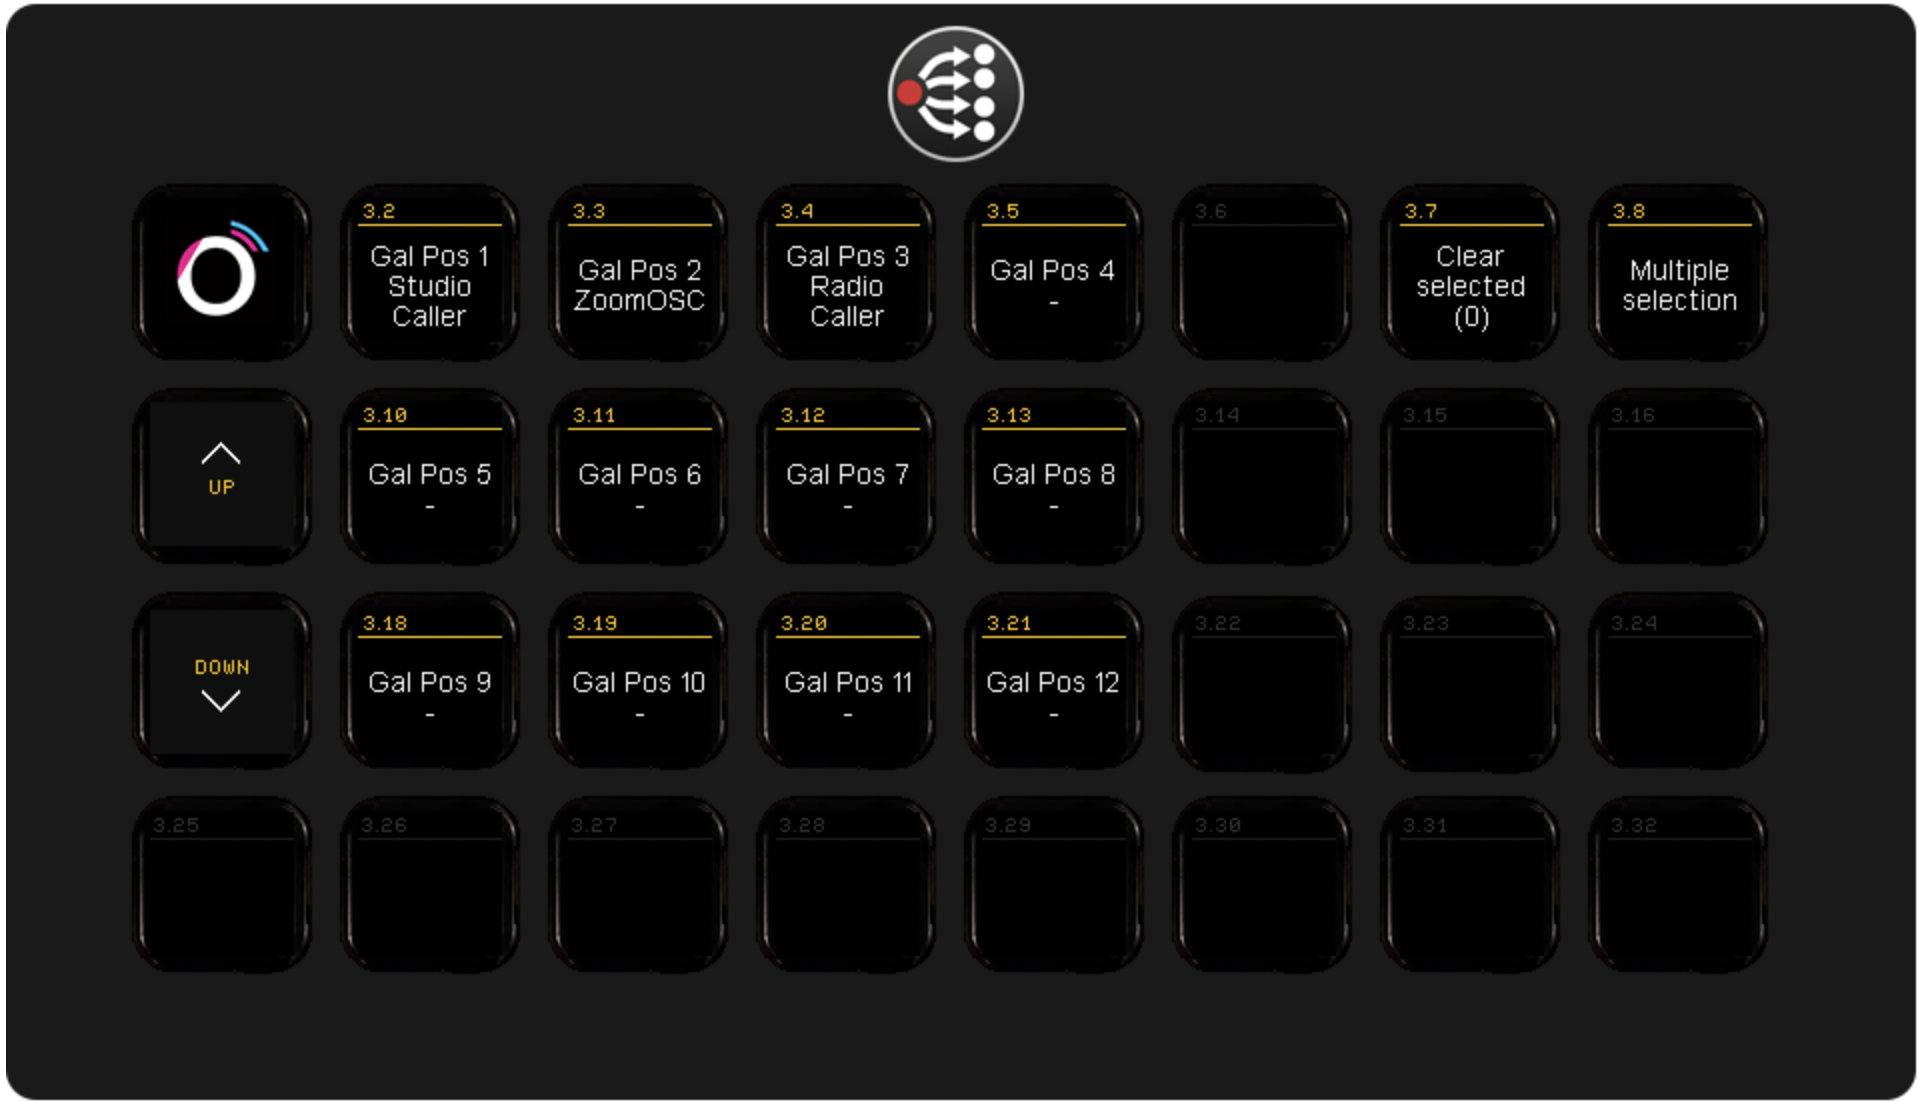 3.2
Gal Pos 1
Studio
Caller
3.3
Gal Pos 2
ZoomOSC
3.4
Gal Pos 3
Radio
Caller
3.5
Gal Pos 4
-
3.6
3.7
Clear
selected
(0)
3.8
Multiple
selection
UP
3.10
Gal Pos 5
-
3.11
Gal Pos 6
-
3.12
Gal Pos 7
-
3.13
Gal Pos 8
-
3.14
3.15
3.16
DOWN
3.18
Gal Pos 9
-
3.19
Gal Pos 10
-
3.20
Gal Pos 11
-
3.21
Gal Pos 12
-
3.22
3.23
3.24
3.25
3.26
3.27
3.28
3.29
3.30
3.31
3.32